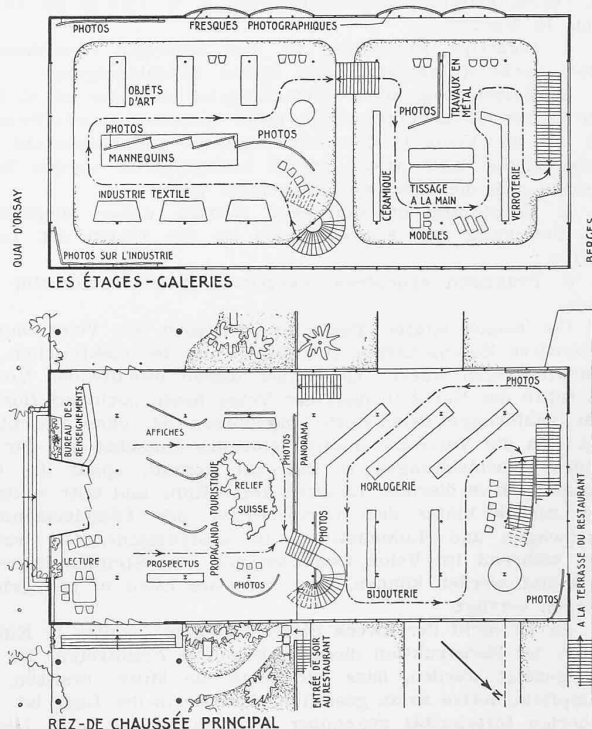 PHOTOS
FRESQUES PHOTOGRAPHIQUES
OBJETS
D'ART
PHOTOS
PHOTOS
MANNEQUINS
INDUSTRIE TEXTILE
PHOTOS SUR L'INDUSTRIE
QUAI D'ORSAY
PHOTOS
TRAVAUX EN
MÉTAL
CÉRAMIQUE
TISSAGE
A LA MAIN
MODÈLES
VERROTERIE
BERGES
LES ÉTAGES-GALERIES
BUREAU DES
RENSEIGNEMENTS
AFFICHES
PHOTOS
PANORAMA
PHOTOS
PROPAGANDA TOURISTIQUE
RELIEF
SUISSE
HORLOGERIE
LECTURE
PROSPECTUS
PHOTOS
PHOTOS
BIJOUTERIE
PHOTOS
A LA TERRASSE DU RESTAURANT
ENTRÉE DE SOIR
AU RESTAURANT
N
REZ-DE CHAUSSÉE PRINCIPAL